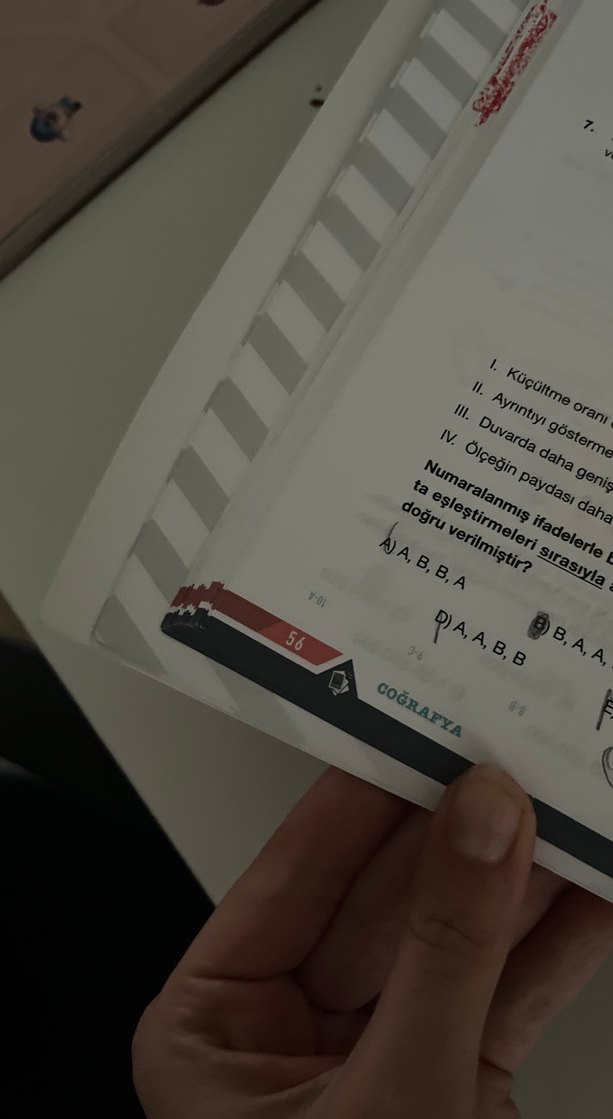 7.
I. Küçültme oranı
II. Ayrıntıyı gösterme
III. Duvarda daha geniş
IV. Ölçeğin paydası daha
Numaralanmış ifadelerle
ta eşleştirmeleri sırasıyla
doğru verilmiştir?
A) A, B, B, A
B) B, A, A,
D) A, A, B, B
56
COĞRAFYA